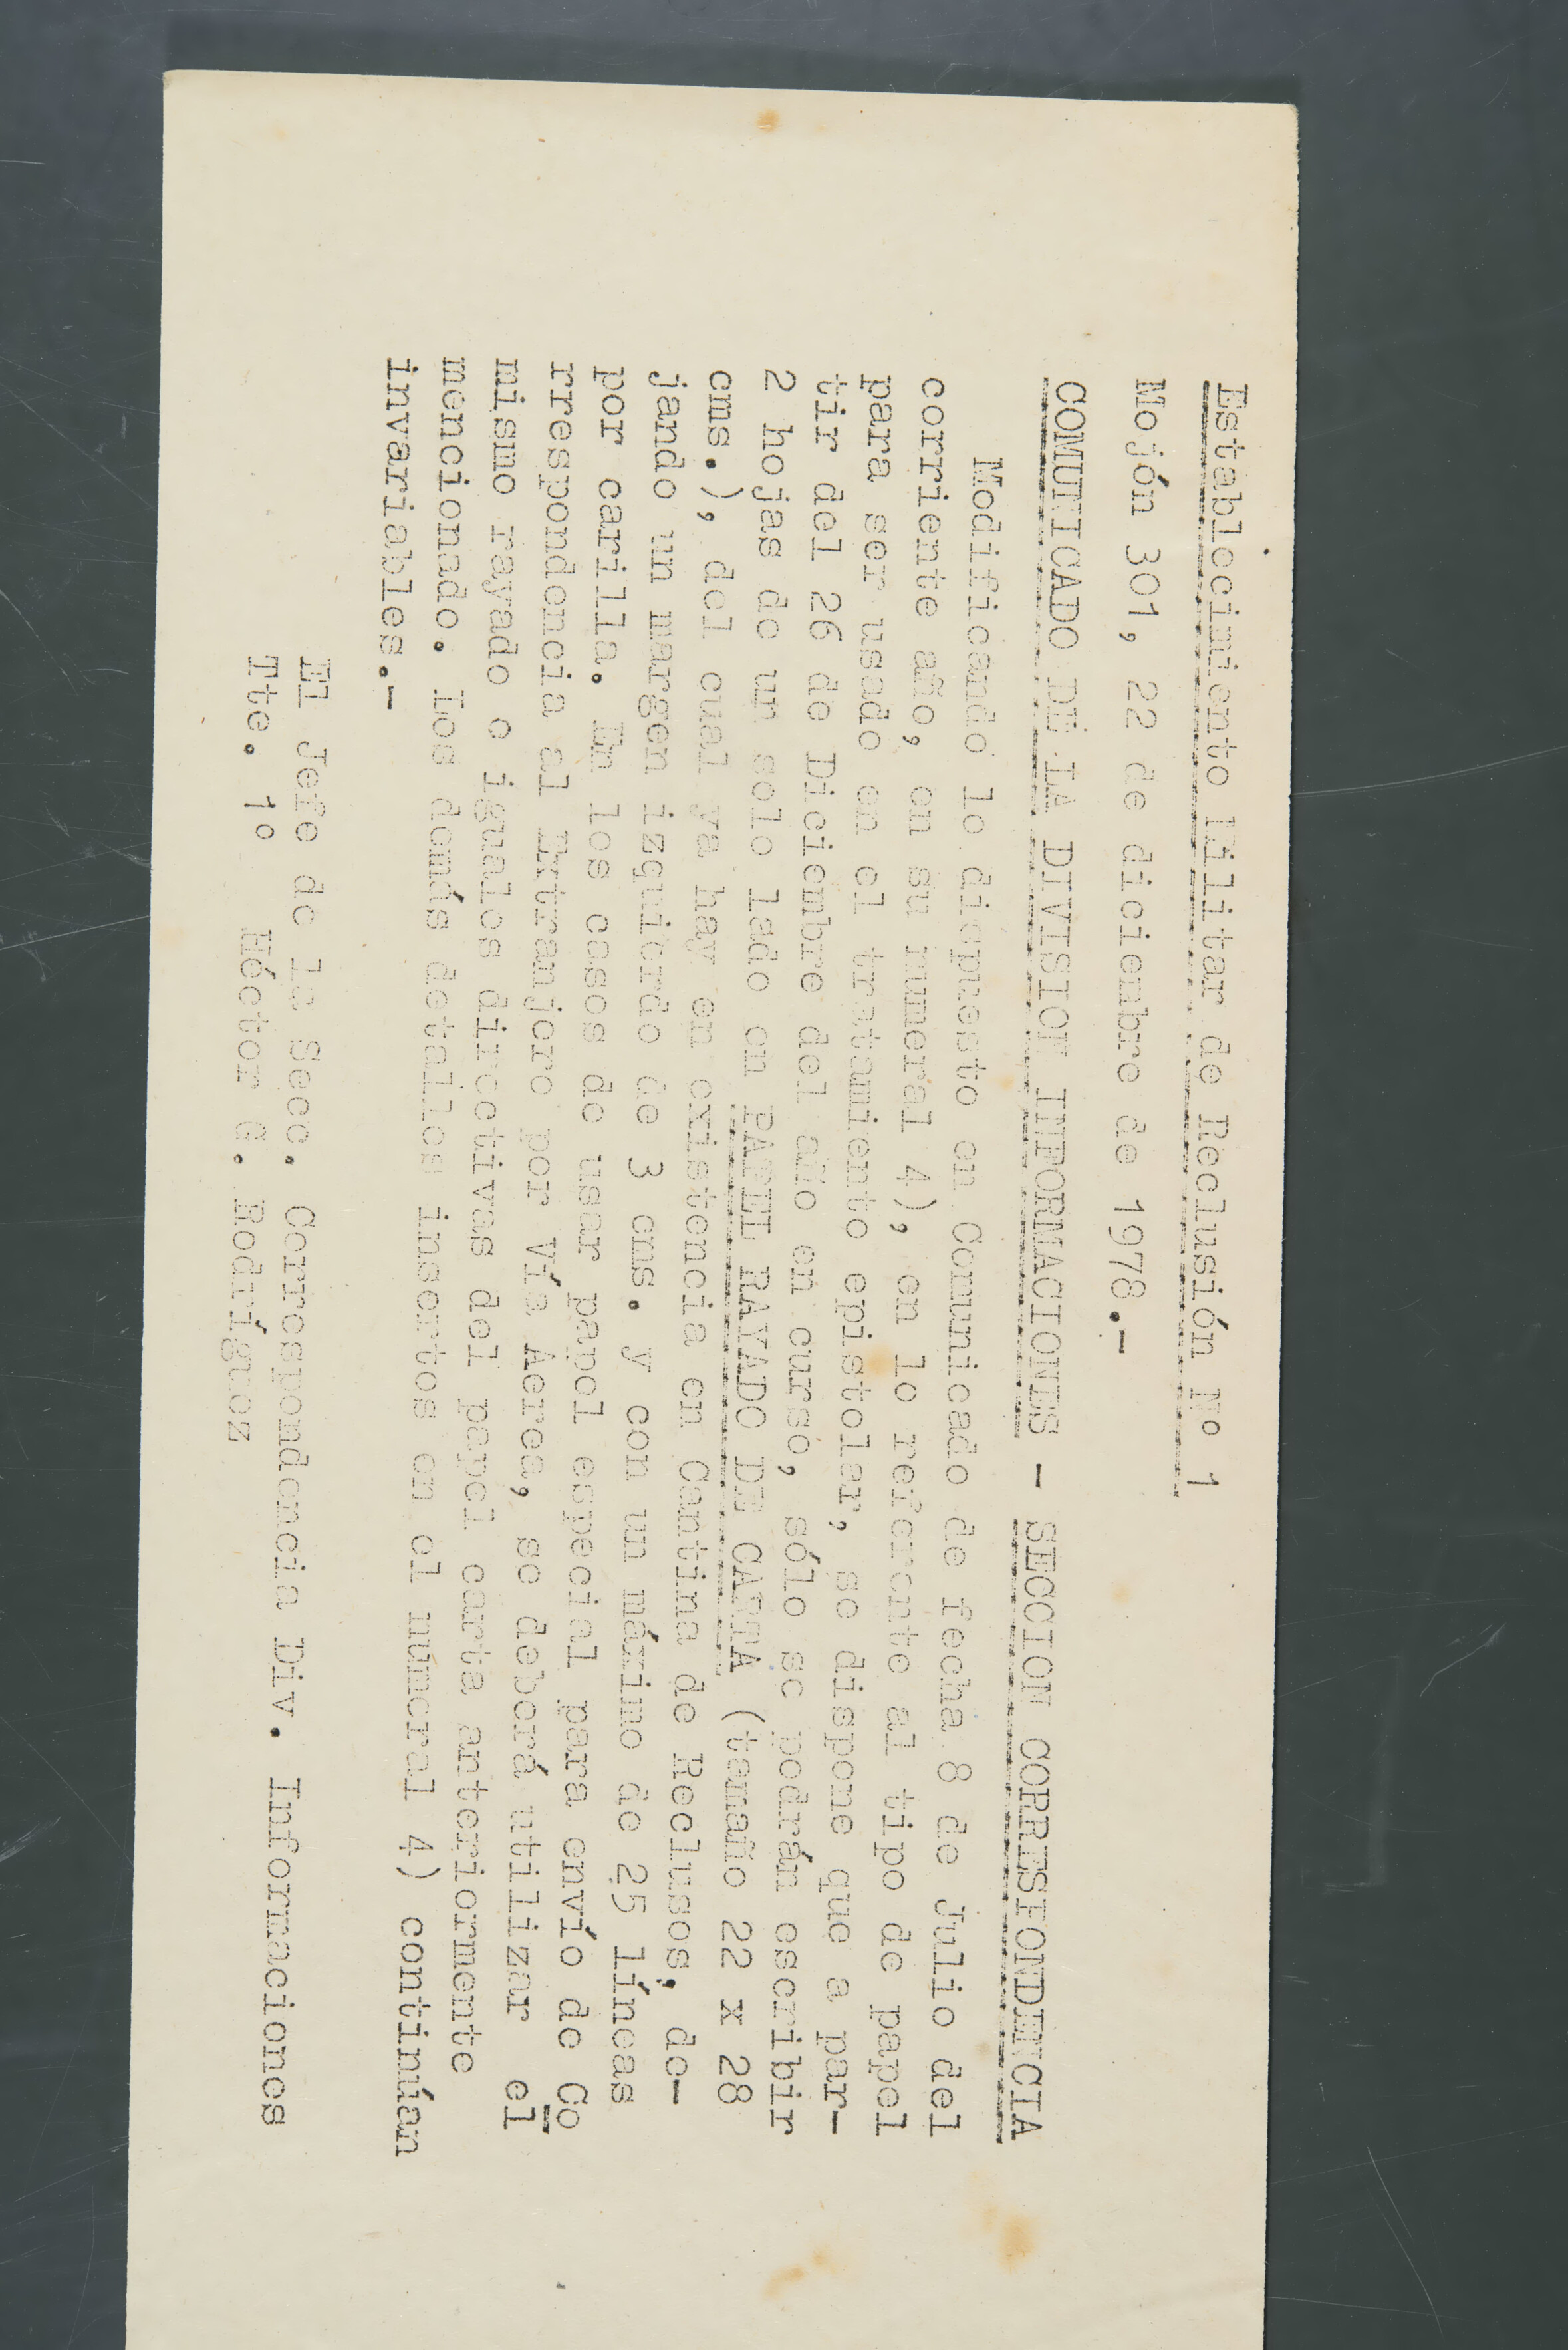 Establecimiento Militar de Reclusión Nº 1
Mojón 301, 22 de diciembre de 1978.-
COMUNICADO DE LA DIVISION INFORMACIONES - SECCION CORRESPONDENCIA
Modificando lo dispuesto en Comunicado de fecha 8 de Julio del
corriente año, en su numeral 4), en lo referente al tipo de papel
para ser usado en el tratamiento epistolar, se dispone que a par-
tir del 26 de Diciembre del año en curso, sólo se podrán escribir
2 hojas de un solo lado en PAPEL RAYADO DE CARTA (tamaño 22 x 28
cms.), del cual ya hay en existencia en Cantina de Reclusos, de-
jando un margen izquierdo de 3 cms. y con un máximo de 25 líneas
por carilla. En los casos de usar papel especial para envío de Co
rrespondencia al Extranjero por Vía Aerea, se deberá utilizar el
mismo rayado e iguales directivas del papel carta anteriormente
mencionado. Los demás detalles insertos en el numeral 4) continúan
invariables.-
El Jefe de la Secc. Correspondencia Div. Informaciones
Tte. 1º Héctor G. Rodríguez